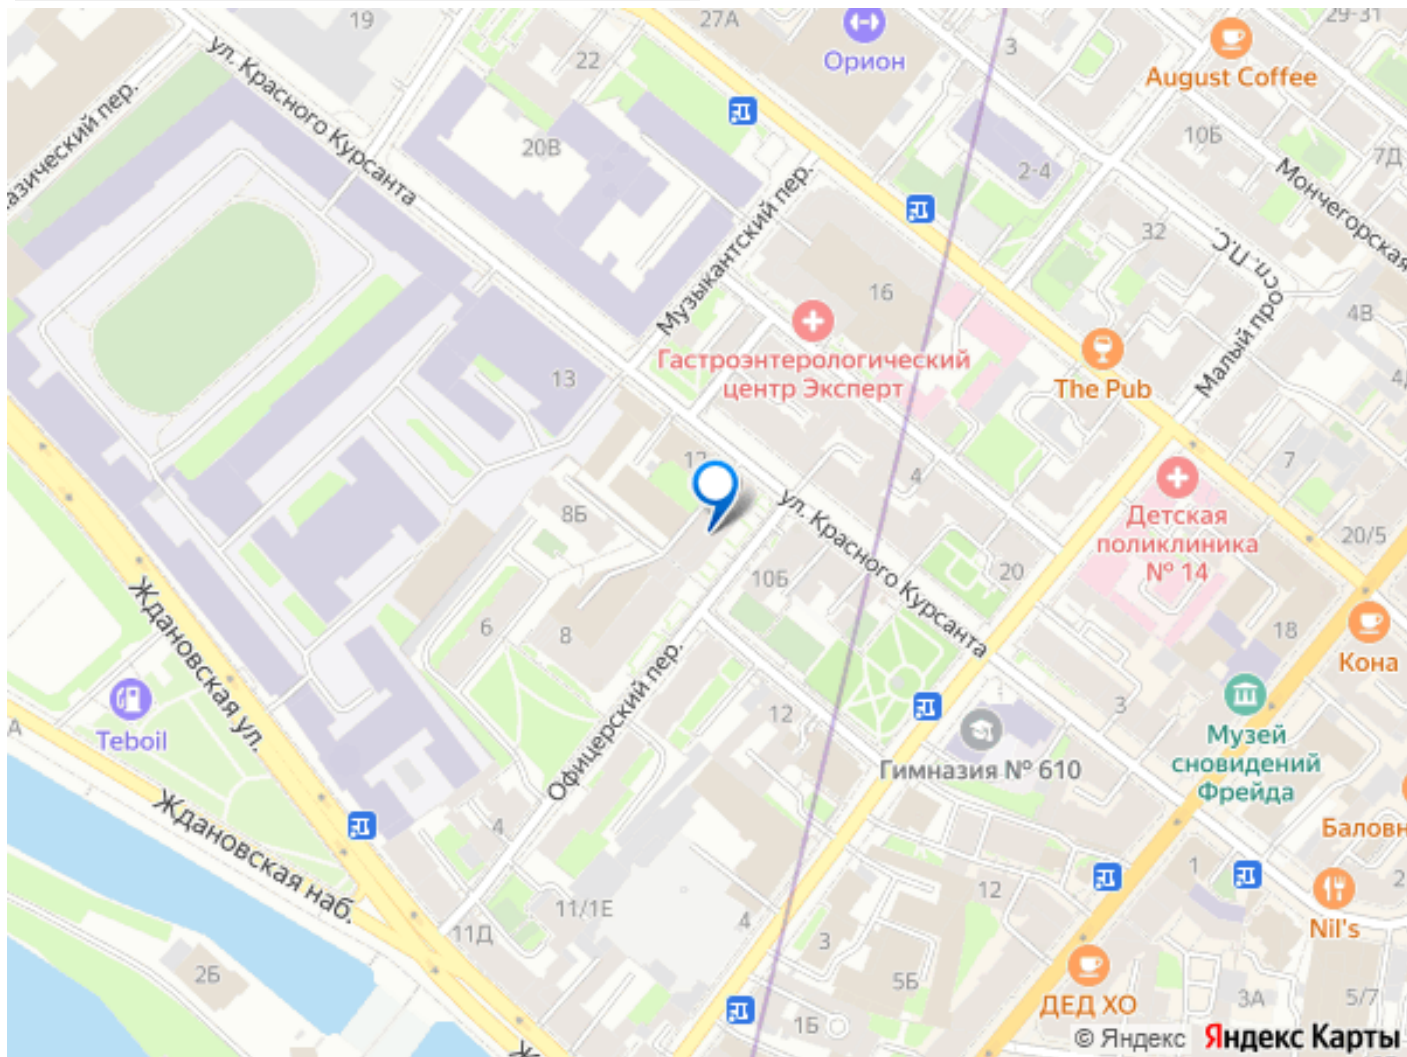 19
27А
Орион
3
August Coffee
29-31
22
ул. Красного Курсанта
20В
10Б
7Д
2-4
Мончегорская
Музыкантский пер.
32
16
Малый просп. П.С.
4В
Гастроэнтерологический
центр Эксперт
The Pub
13
4
7
8Б
ул. Красного Курсанта
Детская
поликлиника
№ 14
20/5
10Б
20
6
8
18
Кона
Ждановская ул.
Офицерский пер.
Teboil
12
3
Гимназия № 610
Музей
сновидений
Фрейда
Ждановская наб.
4
Баловн
1
12
2
11/1Е
4
11Д
3
Nil's
2Б
5Б
ДЕД ХО
3А
5/7
1Б
© Яндекс Яндекс Карты